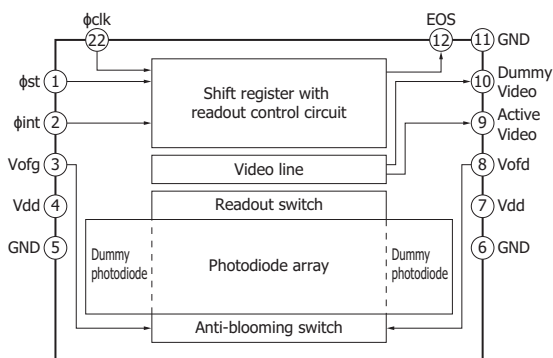 ϕclk
EOS
22
12
11 GND
ϕst 1
Shift register with
readout control circuit
10 Dummy
Video
ϕint 2
9 Active
Video
Vofg 3
Video line
8 Vofd
Vdd 4
Readout switch
7 Vdd
GND 5
6 GND
Dummy
photodiode
Photodiode array
Dummy
photodiode
Anti-blooming switch